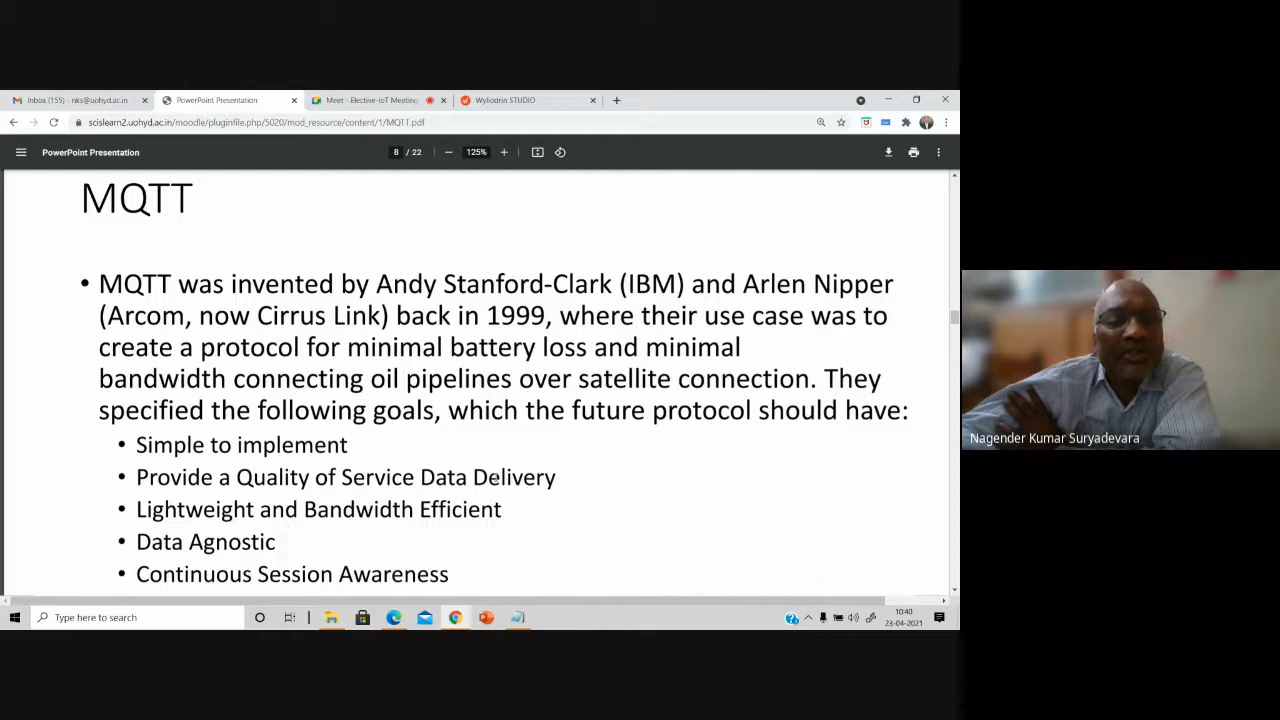 Inbox (155) - nks@uohyd.ac.in
PowerPoint Presentation
Meet - Elective-IoT Meeting
Wyliodrin STUDIO
scislearn2.uohyd.ac.in/moodle/pluginfile.php/5020/mod_resource/content/1/MQTT.pdf
PowerPoint Presentation
8 / 22
125%
MQTT
• MQTT was invented by Andy Stanford-Clark (IBM) and Arlen Nipper
(Arcom, now Cirrus Link) back in 1999, where their use case was to
create a protocol for minimal battery loss and minimal
bandwidth connecting oil pipelines over satellite connection. They
specified the following goals, which the future protocol should have:
• Simple to implement
• Provide a Quality of Service Data Delivery
• Lightweight and Bandwidth Efficient
• Data Agnostic
• Continuous Session Awareness
Nagender Kumar Suryadevara
Type here to search
10:40
23-04-2021